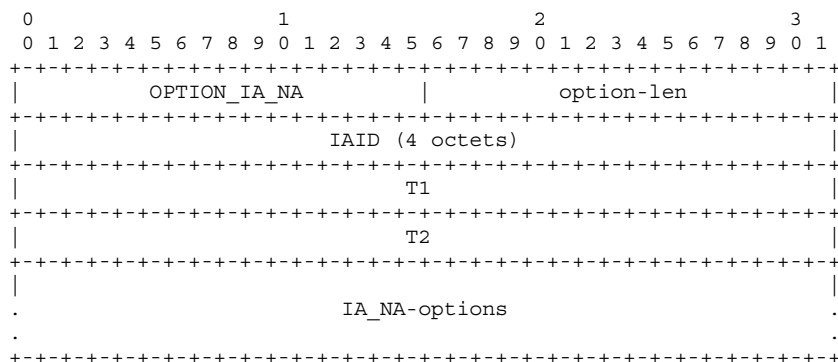 0                   1                   2                   3
 0 1 2 3 4 5 6 7 8 9 0 1 2 3 4 5 6 7 8 9 0 1 2 3 4 5 6 7 8 9 0 1
+-+-+-+-+-+-+-+-+-+-+-+-+-+-+-+-+-+-+-+-+-+-+-+-+-+-+-+-+-+-+-+-+
|          OPTION_IA_NA         |          option-len           |
+-+-+-+-+-+-+-+-+-+-+-+-+-+-+-+-+-+-+-+-+-+-+-+-+-+-+-+-+-+-+-+-+
|                        IAID (4 octets)                        |
+-+-+-+-+-+-+-+-+-+-+-+-+-+-+-+-+-+-+-+-+-+-+-+-+-+-+-+-+-+-+-+-+
|                              T1                               |
+-+-+-+-+-+-+-+-+-+-+-+-+-+-+-+-+-+-+-+-+-+-+-+-+-+-+-+-+-+-+-+-+
|                              T2                               |
+-+-+-+-+-+-+-+-+-+-+-+-+-+-+-+-+-+-+-+-+-+-+-+-+-+-+-+-+-+-+-+-+
|                                                               |
.                         IA_NA-options                         .
.                                                               .
+-+-+-+-+-+-+-+-+-+-+-+-+-+-+-+-+-+-+-+-+-+-+-+-+-+-+-+-+-+-+-+-+